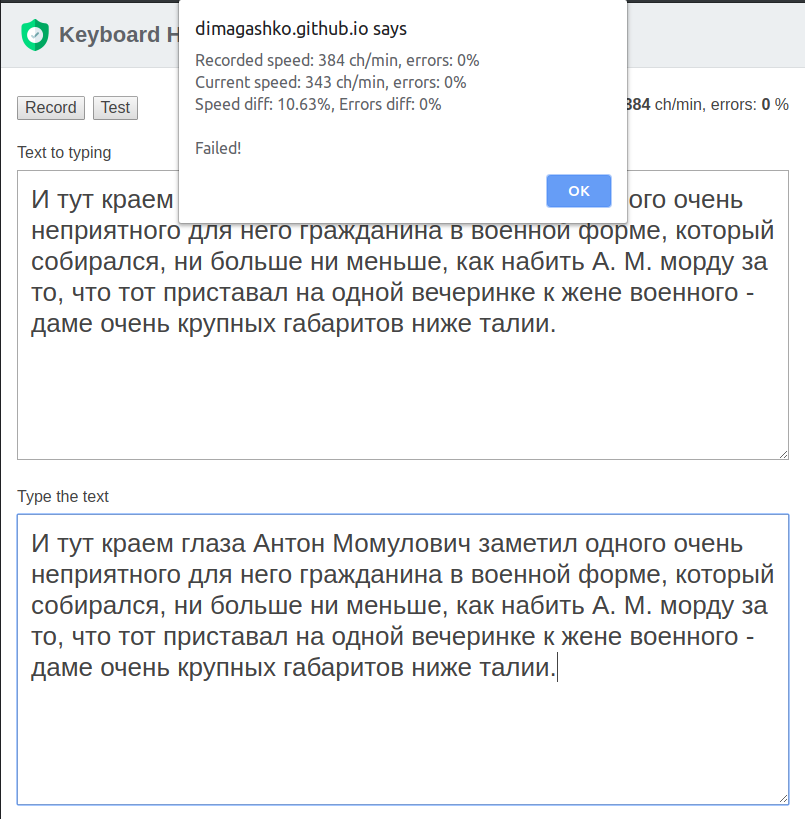 Keyboard H
dimagashko.github.io says
Recorded speed: 384 ch/min, errors: 0%
Current speed: 343 ch/min, errors: 0%
Speed diff: 10.63%, Errors diff: 0%
Failed!
OK
Record Test 384 ch/min, errors: 0 %
Text to typing
И тут краем ого очень
неприятного для него гражданина в военной форме, который
собирался, ни больше ни меньше, как набить А. М. морду за
то, что тот приставал на одной вечеринке к жене военного -
даме очень крупных габаритов ниже талии.
Type the text
И тут краем глаза Антон Момулович заметил одного очень
неприятного для него гражданина в военной форме, который
собирался, ни больше ни меньше, как набить А. М. морду за
то, что тот приставал на одной вечеринке к жене военного -
даме очень крупных габаритов ниже талии.